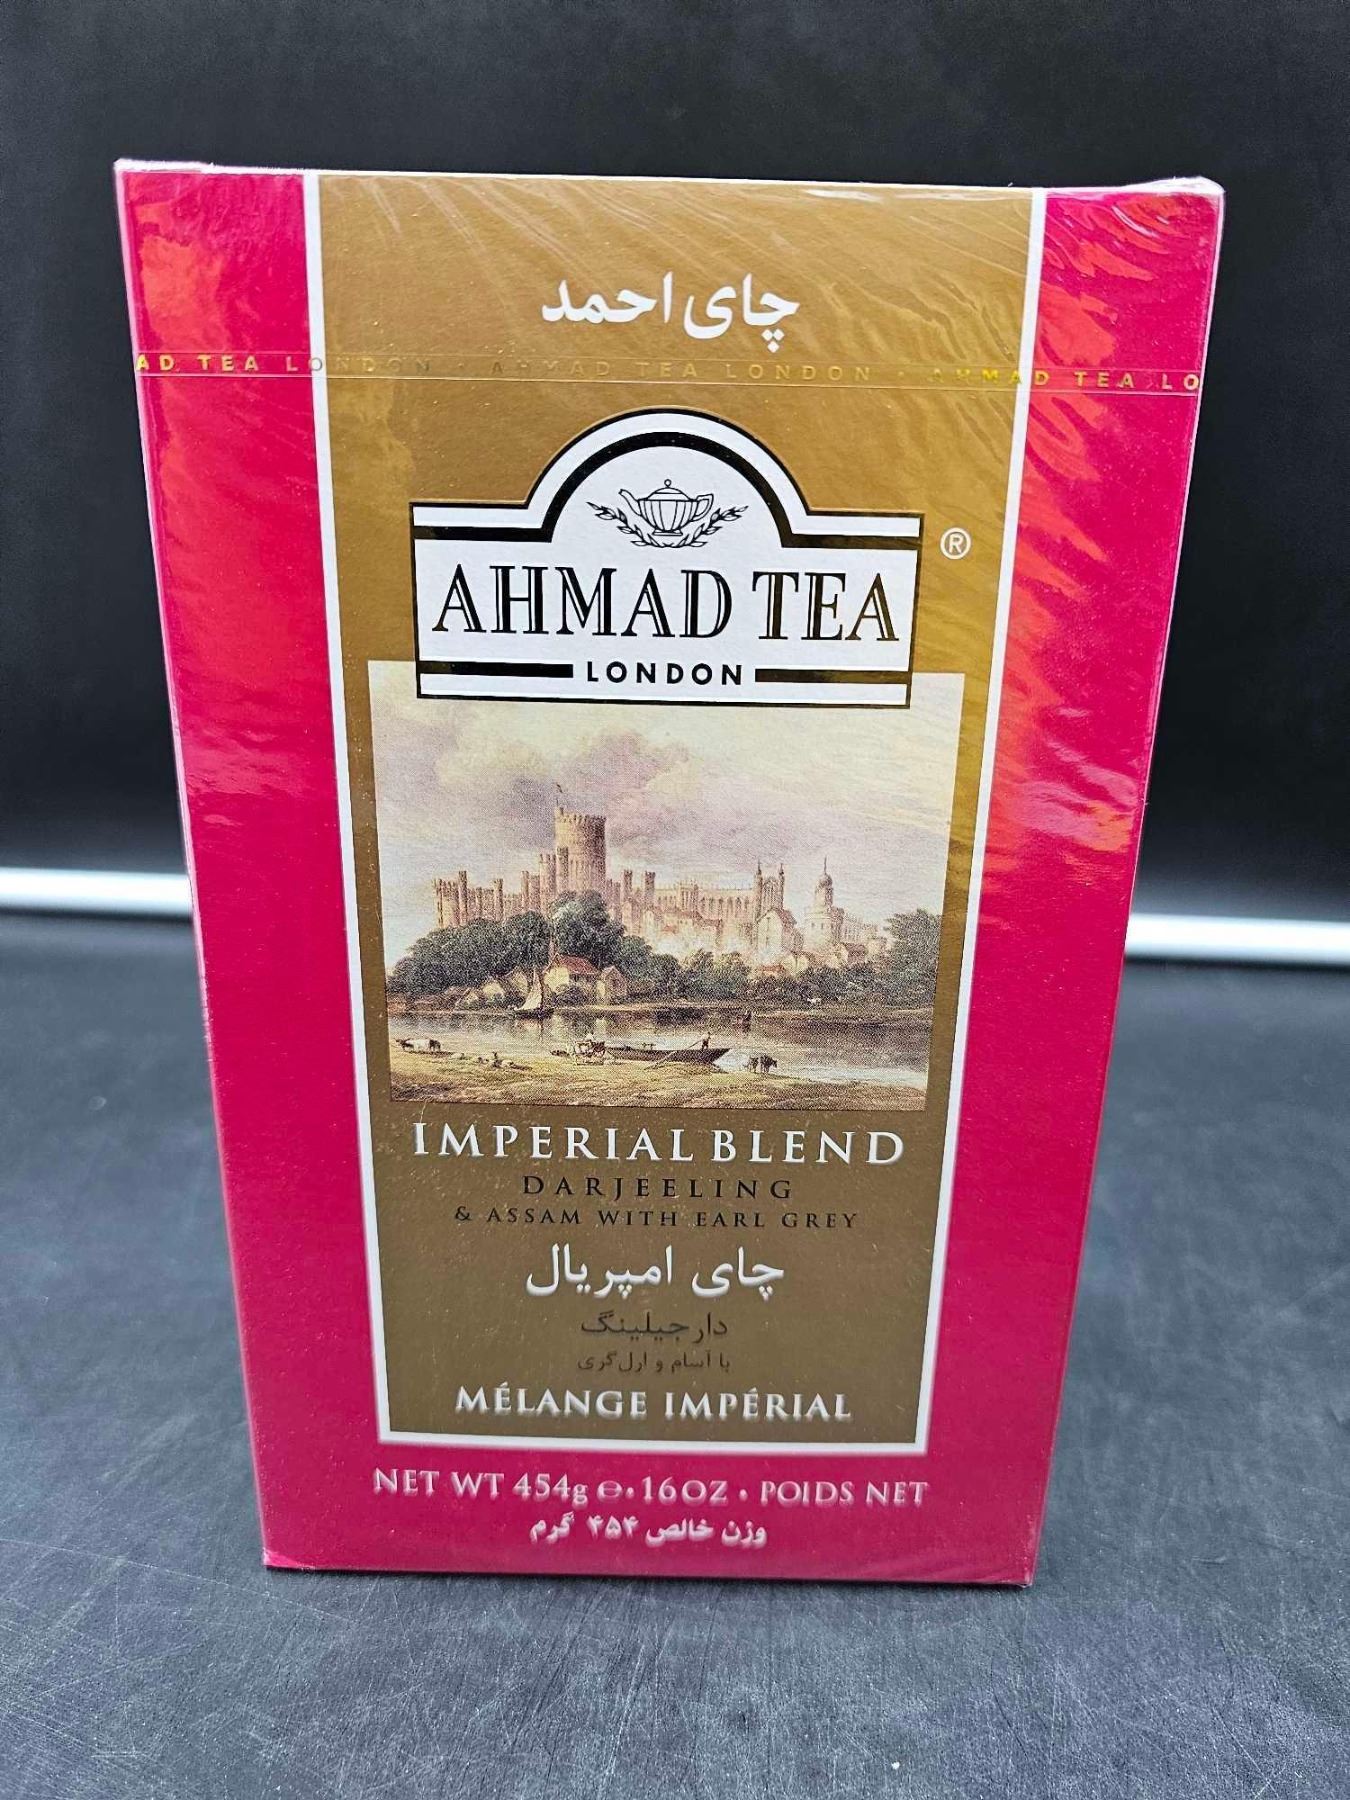 چای احمد
AD TEA LONDON · AHMAD TEA LONDON · AHMAD TEA LO
AHMAD TEA ®
LONDON
IMPERIAL BLEND
DARJEELING
& ASSAM WITH EARL GREY
چای امپریال
دارجیلینگ
با آسام و ارل گری
MÉLANGE IMPÉRIAL
NET WT 454g ℮ · 16OZ · POIDS NET
وزن خالص ۴۵۴ گرم